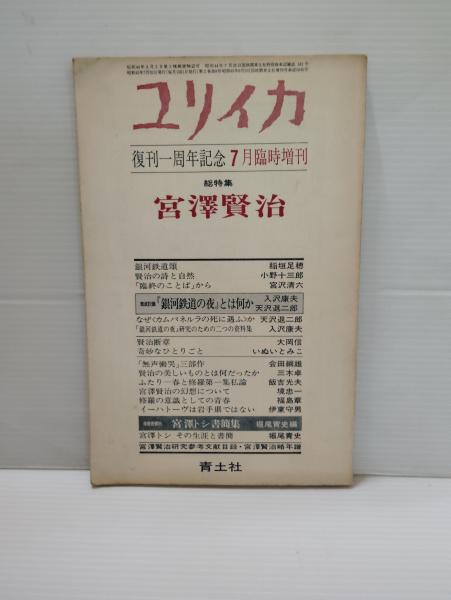 ユリイカ
復刊一周年記念 7月臨時増刊
総特集
宮澤賢治
銀河鉄道頌 稲垣足穂
賢治の詩と自然 小野十三郎
「臨終のことば」から 宮沢清六
『銀河鉄道の夜』とは何か 入沢康夫
天沢退二郎
なぜ〈カムパネルラの死に遇ふ〉か 天沢退二郎
『銀河鉄道の夜』研究のための二つの資料集 入沢康夫
賢治断章 大岡信
奇妙なひとりごと いぬいとみこ
「無声慟哭」三部作 会田綱雄
賢治の美しいものとは何だったか 三木卓
ふたり―春と修羅第一集私論 飯吉光夫
宮澤賢治の幻想について 境忠一
修羅の意識としての青春 福島章
イーハトーヴは岩手県ではない 伊東守男
宮澤トシ書簡集 堀尾青史編
宮澤トシ その生涯と書簡 堀尾青史
宮澤賢治研究参考文献目録・宮澤賢治略年譜
青土社